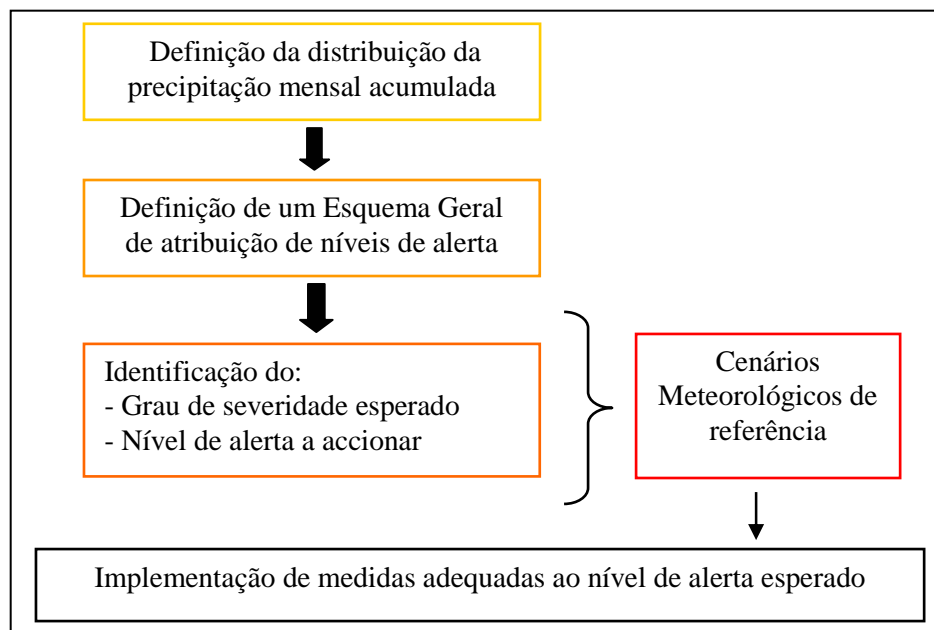 Definição da distribuição da
precipitação mensal acumulada
Definição de um Esquema Geral
de atribuição de níveis de alerta
Identificação do:
- Grau de severidade esperado
- Nível de alerta a accionar
Cenários
Meteorológicos de
referência
Implementação de medidas adequadas ao nível de alerta esperado